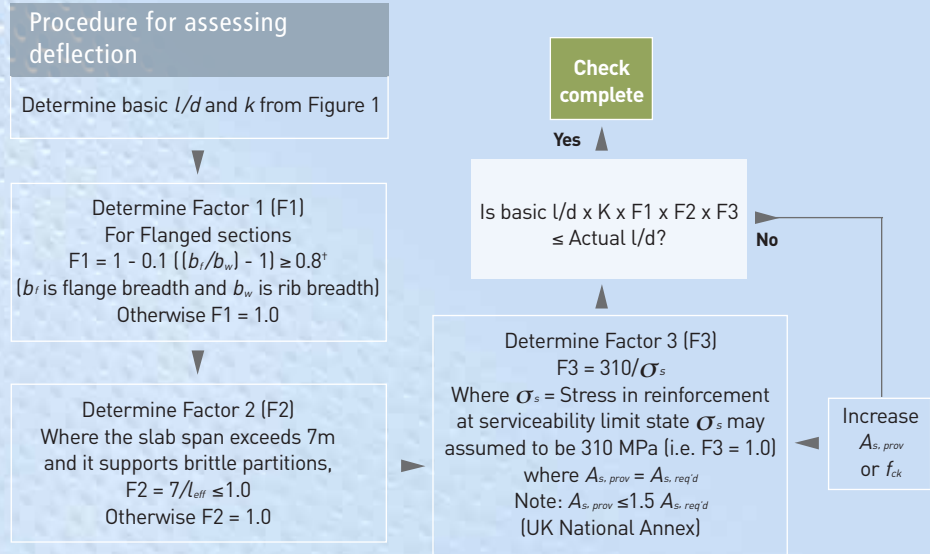 Procedure for assessing
deflection
Determine basic l/d and k from Figure 1
Determine Factor 1 (F1)
For Flanged sections
F1 = 1 - 0.1 ((bf/bw) - 1) ≥ 0.8†
(bf is flange breadth and bw is rib breadth)
Otherwise F1 = 1.0
Determine Factor 2 (F2)
Where the slab span exceeds 7m
and it supports brittle partitions,
F2 = 7/leff ≤1.0
Otherwise F2 = 1.0
Determine Factor 3 (F3)
F3 = 310/σs
Where σs = Stress in reinforcement
at serviceability limit state σs may
assumed to be 310 MPa (i.e. F3 = 1.0)
where As, prov = As, req'd
Note: As, prov ≤1.5 As, req'd
(UK National Annex)
Is basic l/d x K x F1 x F2 x F3
≤ Actual l/d?
Yes
Check
complete
No
Increase
As, prov
or fck